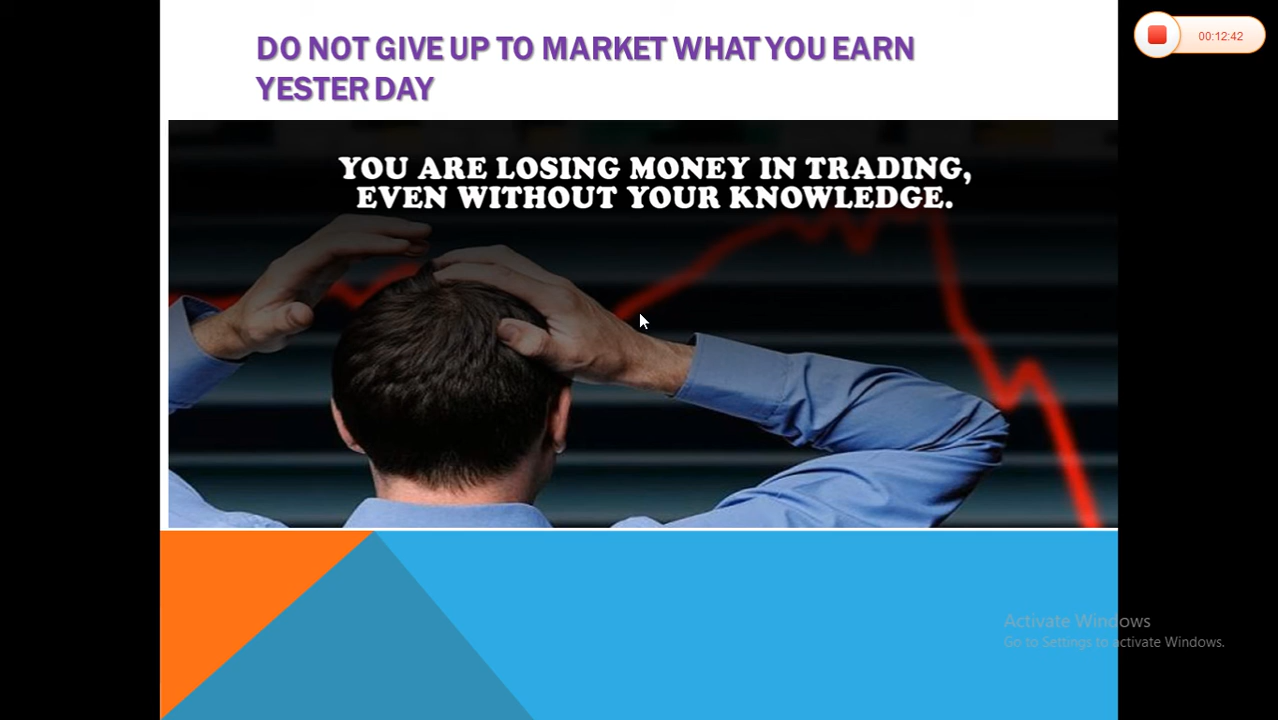 DO NOT GIVE UP TO MARKET WHAT YOU EARN
YESTER DAY
00:12:42
YOU ARE LOSING MONEY IN TRADING,
EVEN WITHOUT YOUR KNOWLEDGE.
Activate Windows
Go to Settings to activate Windows.